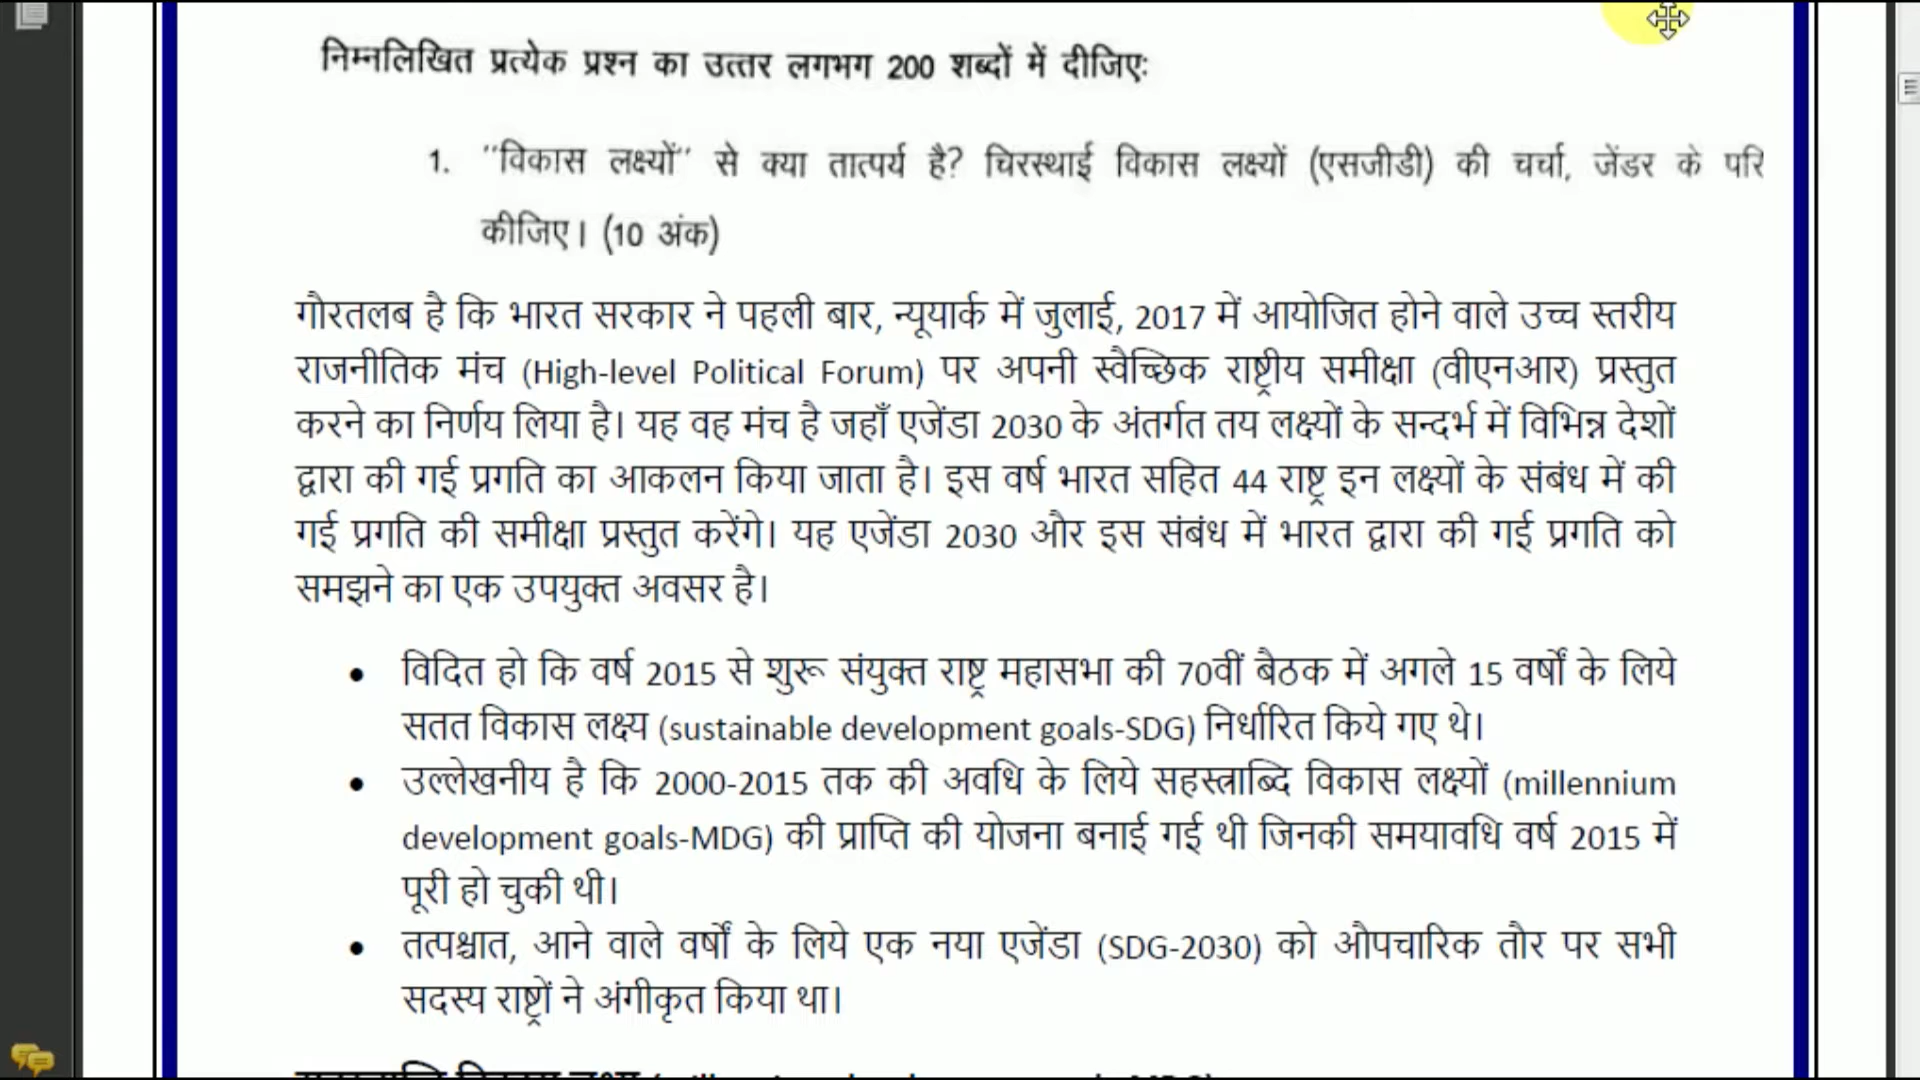 निम्नलिखित प्रत्येक प्रश्न का उत्तर लगभग 200 शब्दों में दीजिएः
1. "विकास लक्ष्यों" से क्या तात्पर्य है? चिरस्थाई विकास लक्ष्यों (एसजीडी) की चर्चा, जेंडर के परि
कीजिए। (10 अंक)
गौरतलब है कि भारत सरकार ने पहली बार, न्यूयार्क में जुलाई, 2017 में आयोजित होने वाले उच्च स्तरीय
राजनीतिक मंच (High-level Political Forum) पर अपनी स्वैच्छिक राष्ट्रीय समीक्षा (वीएनआर) प्रस्तुत
करने का निर्णय लिया है। यह वह मंच है जहाँ एजेंडा 2030 के अंतर्गत तय लक्ष्यों के सन्दर्भ में विभिन्न देशों
द्वारा की गई प्रगति का आकलन किया जाता है। इस वर्ष भारत सहित 44 राष्ट्र इन लक्ष्यों के संबंध में की
गई प्रगति की समीक्षा प्रस्तुत करेंगे। यह एजेंडा 2030 और इस संबंध में भारत द्वारा की गई प्रगति को
समझने का एक उपयुक्त अवसर है।
• विदित हो कि वर्ष 2015 से शुरू संयुक्त राष्ट्र महासभा की 70वीं बैठक में अगले 15 वर्षों के लिये
सतत विकास लक्ष्य (sustainable development goals-SDG) निर्धारित किये गए थे।
• उल्लेखनीय है कि 2000-2015 तक की अवधि के लिये सहस्त्राब्दि विकास लक्ष्यों (millennium
development goals-MDG) की प्राप्ति की योजना बनाई गई थी जिनकी समयावधि वर्ष 2015 में
पूरी हो चुकी थी।
• तत्पश्चात, आने वाले वर्षों के लिये एक नया एजेंडा (SDG-2030) को औपचारिक तौर पर सभी
सदस्य राष्ट्रों ने अंगीकृत किया था।